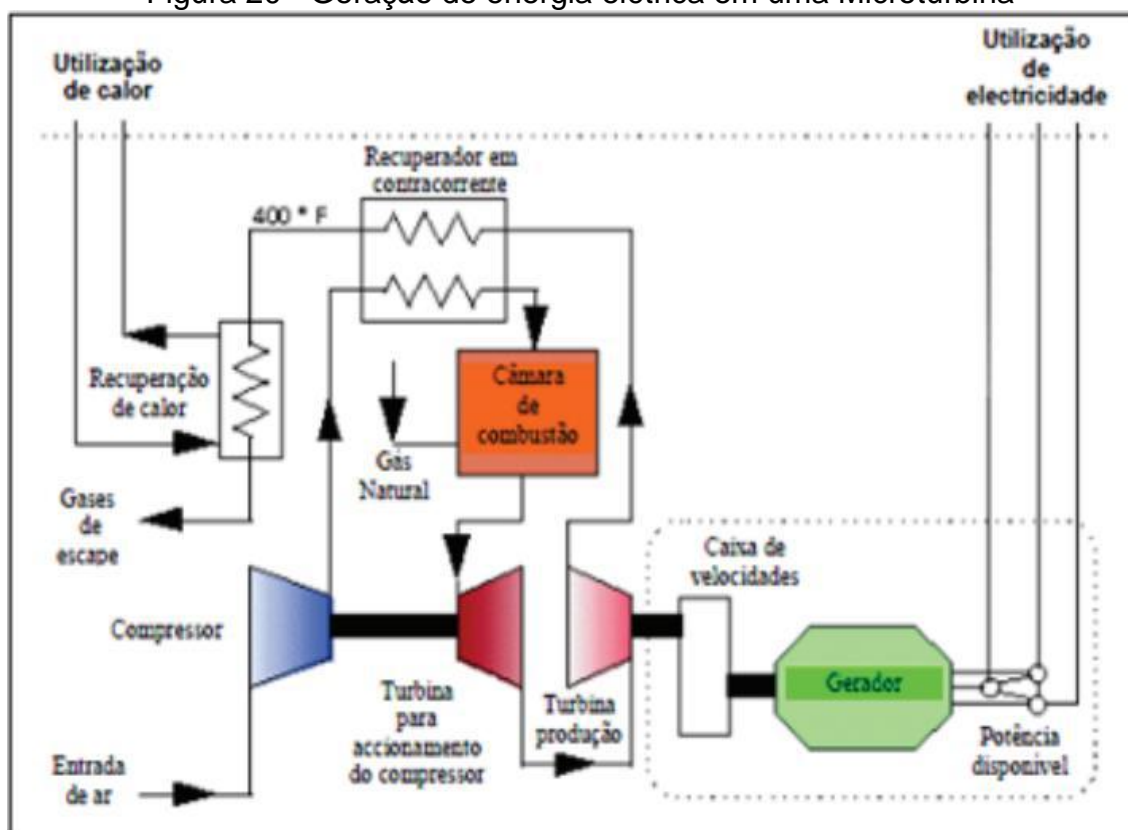 Figura 20 - Geração de energia elétrica em uma Microturbina
Utilização
de calor
Utilização
de
electricidade
Recuperador em
contracorrente
400 ° F
Recuperação
de calor
Câmara
de
combustão
Gás
Natural
Gases
de
escape
Caixa de
velocidades
Compressor
Gerador
Turbina
para
accionamento
do compressor
Turbina
produção
Potência
disponível
Entrada
de ar